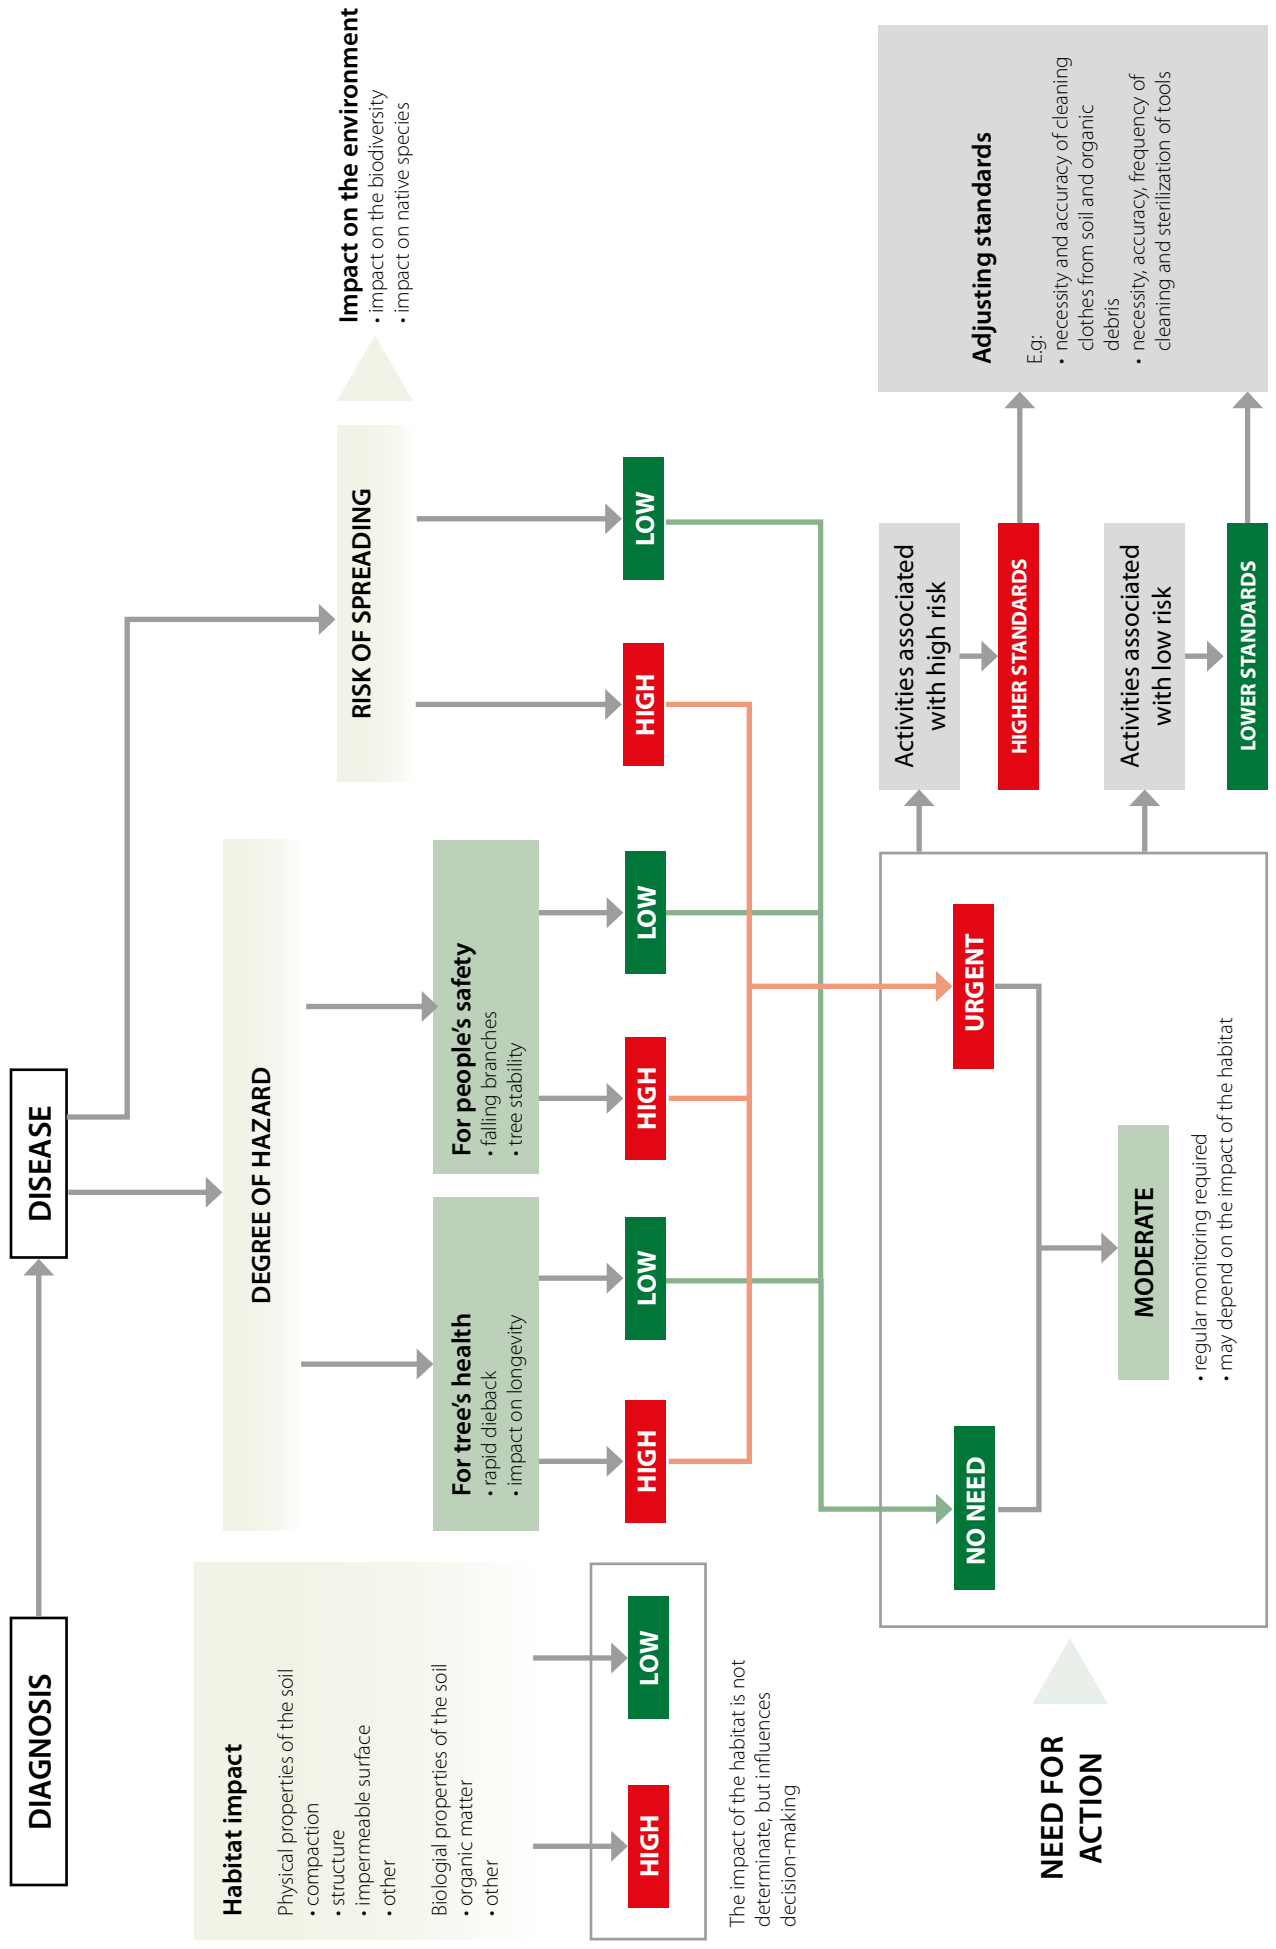 DIAGNOSIS
DISEASE
Habitat impact
Physical properties of the soil
• compaction
• structure
• impermeable surface
• other
Biologial properties of the soil
• organic matter
• other
HIGH
LOW
The impact of the habitat is not
determinate, but influences
decision-making
DEGREE OF HAZARD
For tree's health
• rapid dieback
• impact on longevity
For people's safety
• falling branches
• tree stability
HIGH
LOW
HIGH
LOW
RISK OF SPREADING
HIGH
LOW
Impact on the environment
• impact on the biodiversity
• impact on native species
NEED FOR
ACTION
NO NEED
URGENT
MODERATE
• regular monitoring required
• may depend on the impact of the habitat
Activities associated
with high risk
HIGHER STANDARDS
Activities associated
with low risk
LOWER STANDARDS
Adjusting standards
E.g:
• necessity and accuracy of cleaning
clothes from soil and organic
debris
• necessity, accuracy, frequency of
cleaning and sterilization of tools